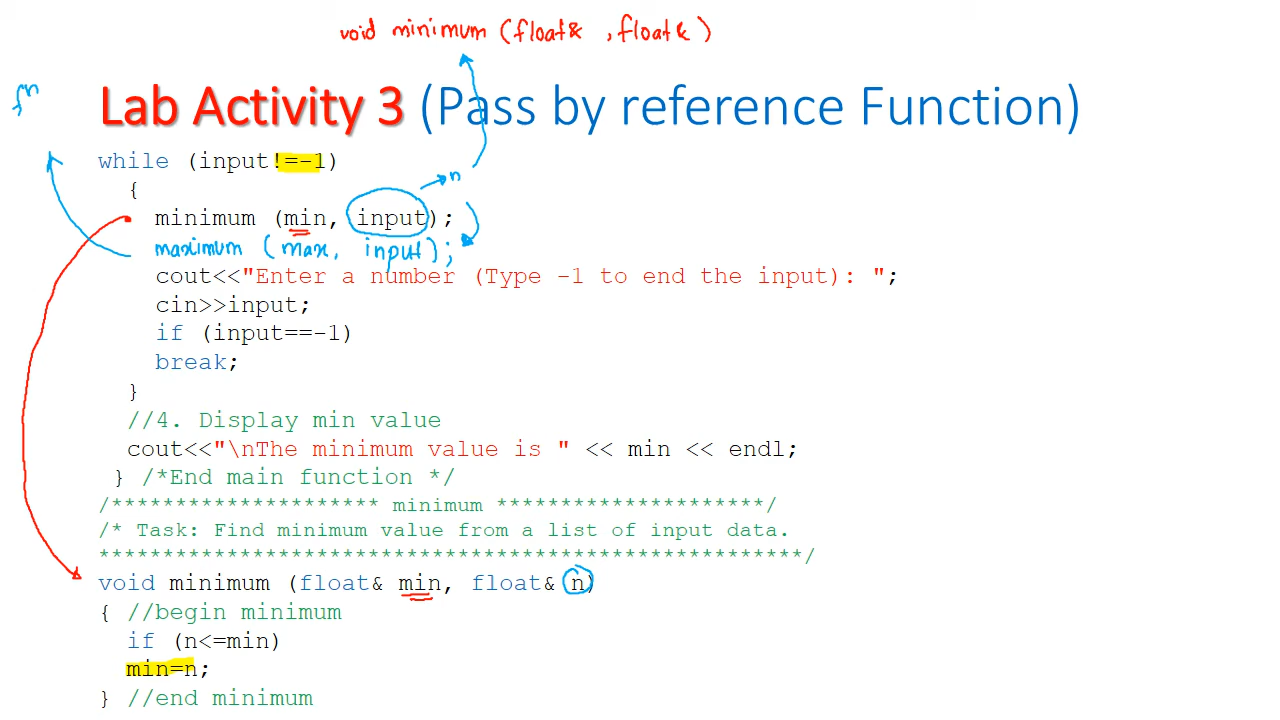 void minimum (float& , float& )
fn
Lab Activity 3 (Pass by reference Function)
while (input!=-1)
{
n
minimum (min, input);
maximum (max, input);
cout<<"Enter a number (Type -1 to end the input): ";
cin>>input;
if (input==-1)
break;
}
//4. Display min value
cout<<"\nThe minimum value is " << min << endl;
} /*End main function */
/********************* minimum *********************/
/* Task: Find minimum value from a list of input data.
******************************************************/
void minimum (float& min, float& n)
{ //begin minimum
if (n<=min)
min=n;
} //end minimum